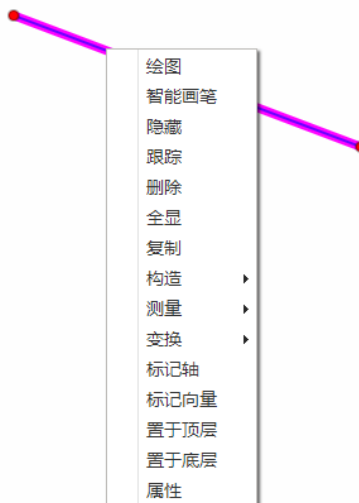 绘图
智能画笔
隐藏
跟踪
删除
全显
复制
构造
测量
变换
标记轴
标记向量
置于顶层
置于底层
属性